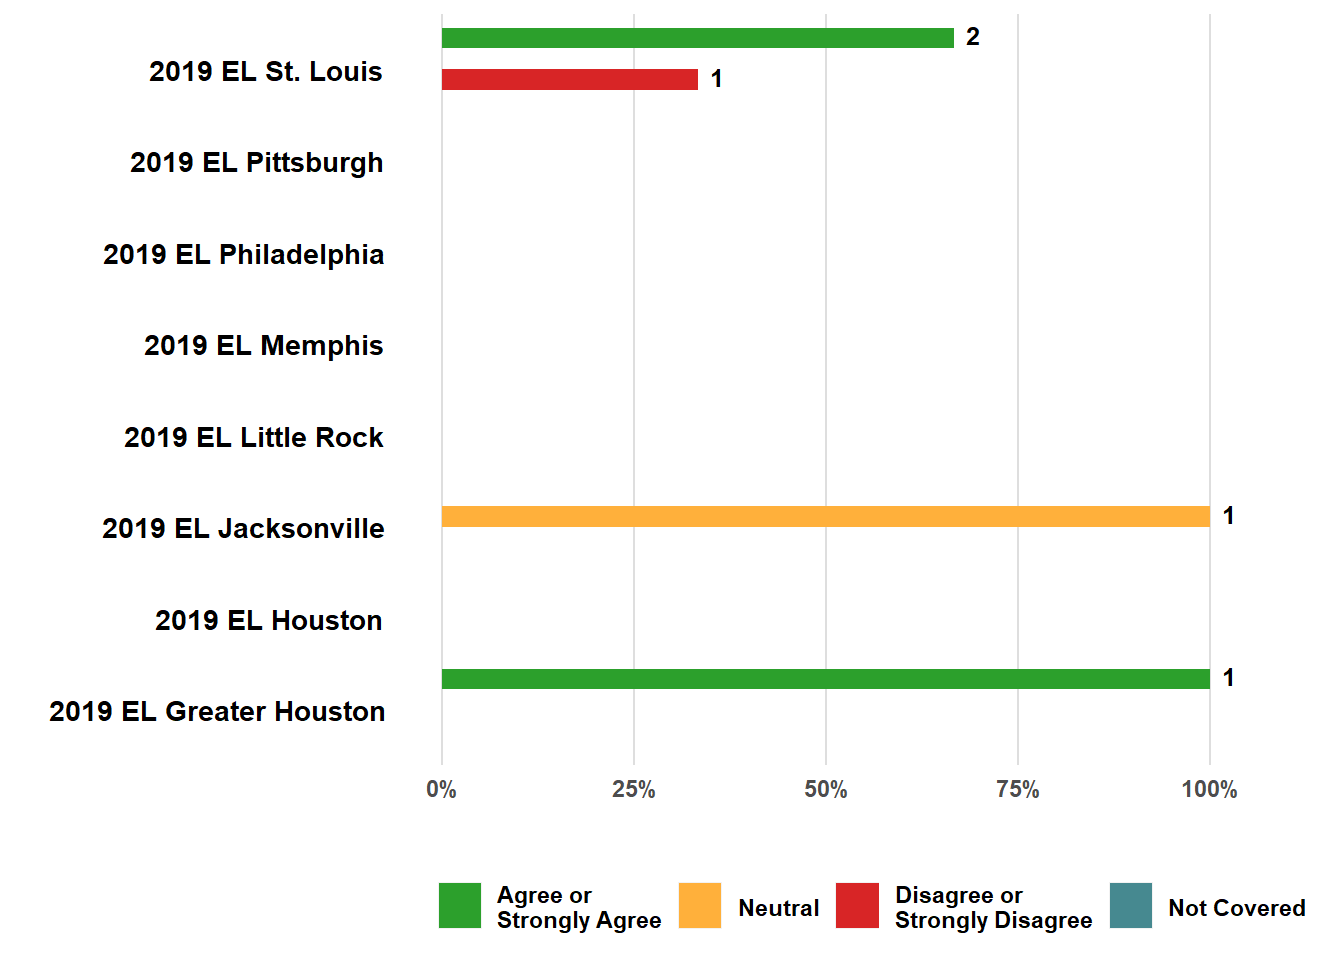 2
2019 EL St. Louis
1
2019 EL Pittsburgh
2019 EL Philadelphia
2019 EL Memphis
2019 EL Little Rock
1
2019 EL Jacksonville
2019 EL Houston
1
2019 EL Greater Houston
0% 25% 50% 75% 100%
Agree or
Strongly Agree
Neutral
Disagree or
Strongly Disagree
Not Covered